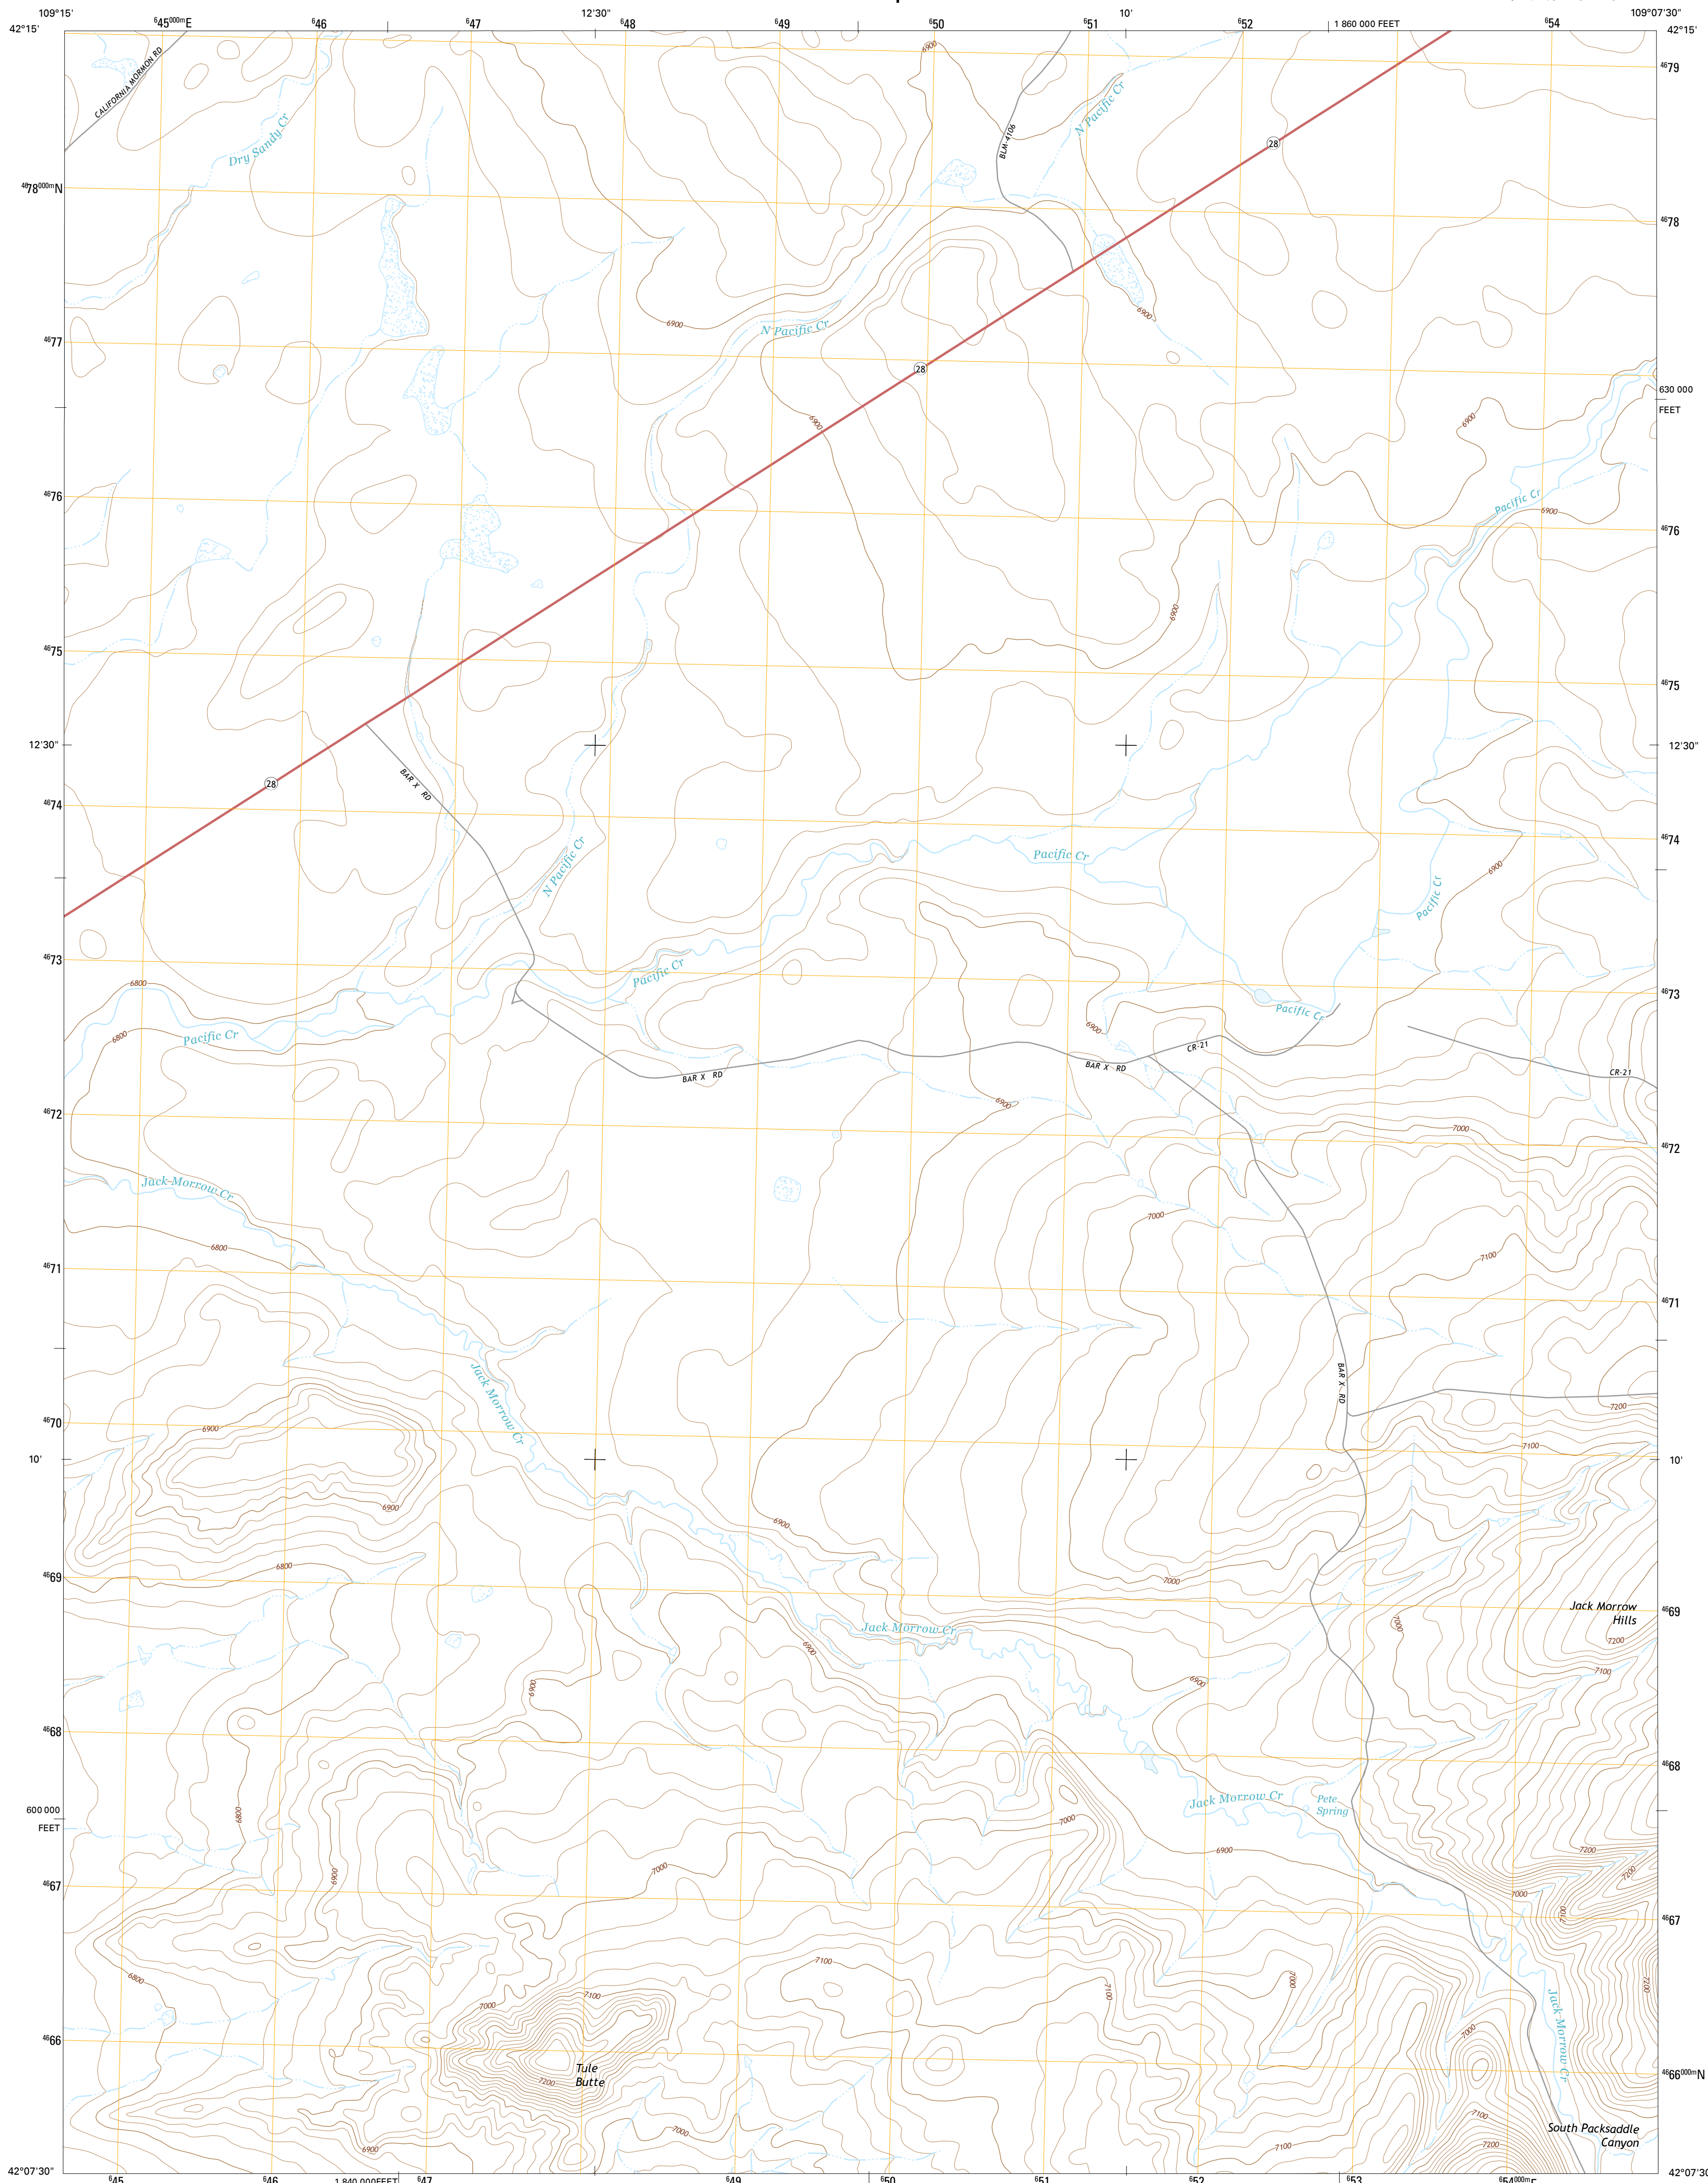 109°15'
⁶45⁰⁰⁰ᵐE
⁶46
⁶47
12'30"
⁶48
⁶49
⁶50
⁶51
10'
⁶52
1 860 000 FEET
⁶54
109°07'30"
42°15'
42°15'
CALIFORNIA MORMON RD
Dry Sandy Cr
6900
BLM-4106
N Pacific Cr
28
⁴⁶79
⁴⁶78⁰⁰⁰ᵐN
⁴⁶78
6900
N Pacific Cr
6900
⁴⁶77
28
630 000
FEET
6900
6900
Pacific Cr
6900
⁴⁶76
⁴⁶76
6900
⁴⁶75
⁴⁶75
12'30"
12'30"
28
BAR X RD
⁴⁶74
⁴⁶74
N Pacific Cr
Pacific Cr
6900
Pacific Cr
⁴⁶73
Pacific Cr
6800
⁴⁶73
Pacific Cr
6800
Pacific Cr
6900
CR-21
BAR X RD
BAR X RD
CR-21
6900
⁴⁶72
7000
⁴⁶72
Jack Morrow Cr
7000
6800
7100
⁴⁶71
⁴⁶71
Jack Morrow Cr
BAR X RD
7200
⁴⁶70
6900
7100
10'
10'
6900
6900
6800
7000
⁴⁶69
⁴⁶69
Jack Morrow
Hills
7000
Jack Morrow Cr
6900
7200
7100
6900
6900
⁴⁶68
⁴⁶68
Jack Morrow Cr
Pete
Spring
600 000
FEET
6800
7000
6900
7200
7200
7000
6900
⁴⁶67
7000
7100
⁴⁶67
6800
7100
7100
7000
7200
7000
7100
Jack Morrow Cr
7000
⁴⁶66
Tule
Butte
7200
⁴⁶66⁰⁰⁰ᵐN
7100
South Packsaddle
Canyon
7200
7000
7100
6900
42°07'30"
42°07'30
⁶45
⁶46
1 840 000FEET
⁶47
⁶49
⁶50
⁶51
⁶52
⁶53
⁶54⁰⁰⁰ᵐE